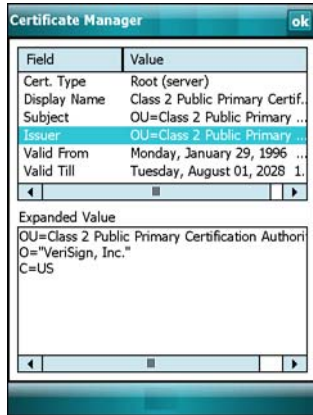 Certificate Manager ok
Field Value
Cert. Type Root (server)
Display Name Class 2 Public Primary Certif..
Subject OU=Class 2 Public Primary ...
Issuer OU=Class 2 Public Primary ...
Valid From Monday, January 29, 1996 ...
Valid Till Tuesday, August 01, 2028 1.
Expanded Value
OU=Class 2 Public Primary Certification Authori
O="VeriSign, Inc."
C=US